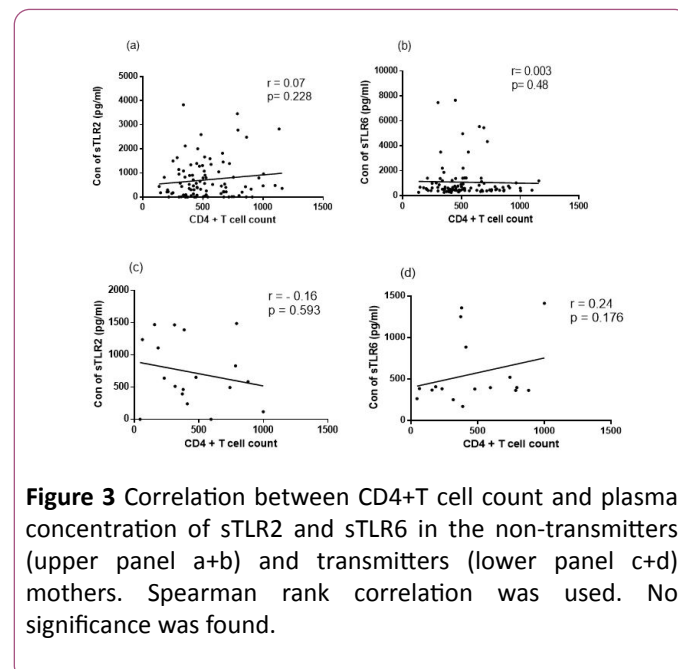 (a)
r = 0.07
p= 0.228
Con of sTLR2 (pg/ml)
5000
4000
3000
2000
1000
0
0
500
1000
1500
CD4 + T cell count
(b)
r= 0.003
p= 0.48
Con of sTLR6 (pg/ml)
10000
8000
6000
4000
2000
0
0
500
1000
1500
CD4 + T cell count
(c)
r = - 0.16
p = 0.593
Con of sTLR2 (pg/ml)
2000
1500
1000
500
0
0
500
1000
1500
CD4 + T cell count
(d)
r = 0.24
p = 0.176
Con of sTLR6 (pg/ml)
1500
1000
500
0
0
500
1000
1500
CD4 + T cell count
Figure 3 Correlation between CD4+T cell count and plasma
concentration of sTLR2 and sTLR6 in the non-transmitters
(upper panel a+b) and transmitters (lower panel c+d)
mothers. Spearman rank correlation was used. No
significance was found.